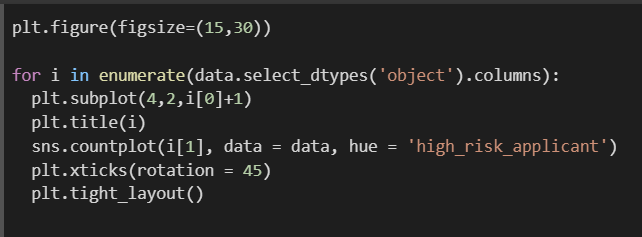 plt.figure(figsize=(15,30))
for i in enumerate(data.select_dtypes('object').columns):
  plt.subplot(4,2,i[0]+1)
  plt.title(i)
  sns.countplot(i[1], data = data, hue = 'high_risk_applicant')
  plt.xticks(rotation = 45)
  plt.tight_layout()